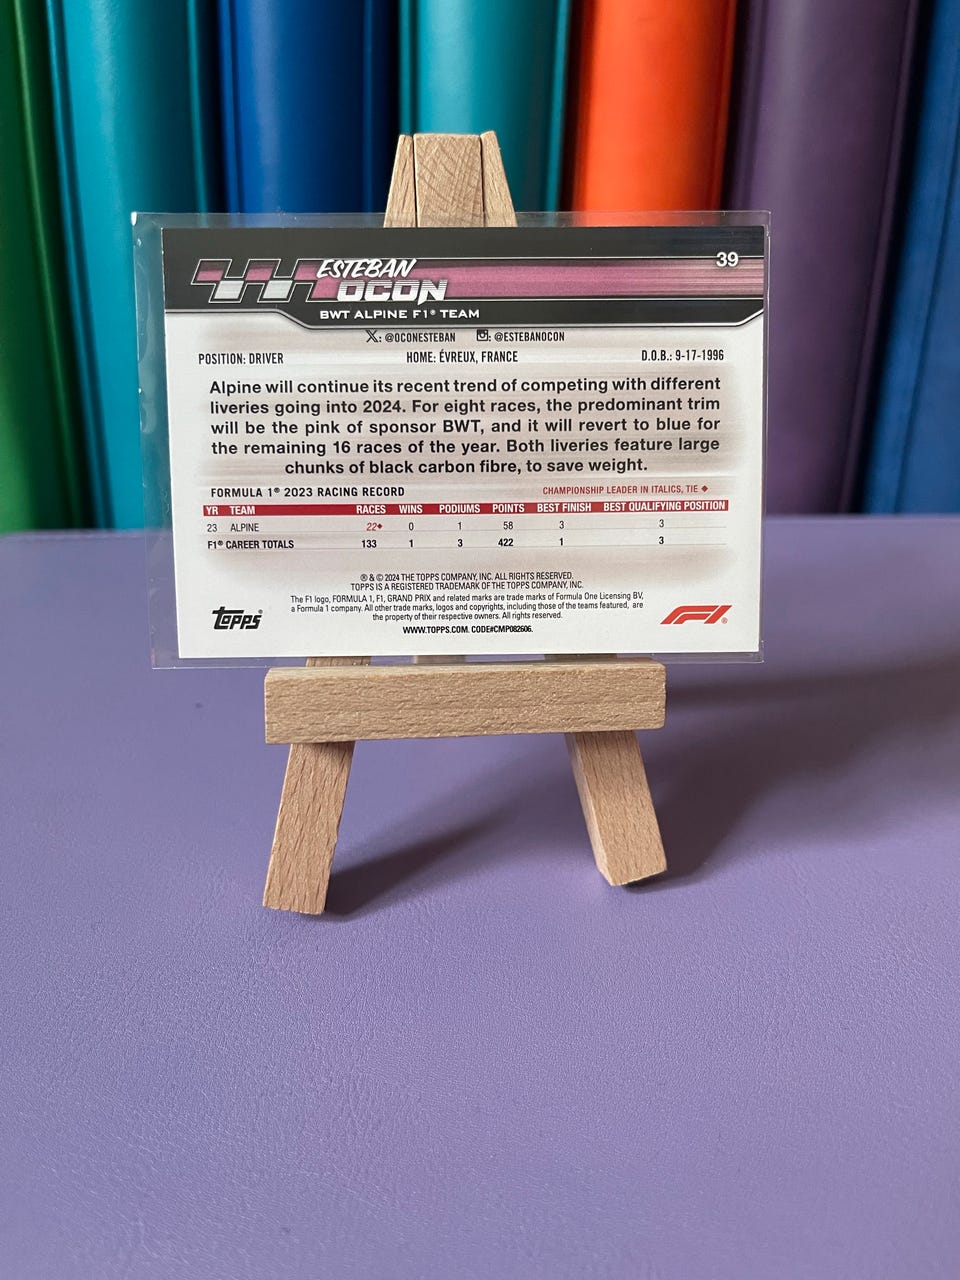 39
ESTEBAN
OCON
BWT ALPINE F1® TEAM
X: @OCONESTEBAN : @ESTEBANOCON
POSITION: DRIVER HOME: ÉVREUX, FRANCE D.O.B.: 9-17-1996
Alpine will continue its recent trend of competing with different
liveries going into 2024. For eight races, the predominant trim
will be the pink of sponsor BWT, and it will revert to blue for
the remaining 16 races of the year. Both liveries feature large
chunks of black carbon fibre, to save weight.
FORMULA 1® 2023 RACING RECORD CHAMPIONSHIP LEADER IN ITALICS, TIE ◆
YR TEAM RACES WINS PODIUMS POINTS BEST FINISH BEST QUALIFYING POSITION
23 ALPINE 22◆ 0 1 58 3 3
F1® CAREER TOTALS 133 1 3 422 1 3
® & © 2024 THE TOPPS COMPANY, INC. ALL RIGHTS RESERVED.
TOPPS IS A REGISTERED TRADEMARK OF THE TOPPS COMPANY, INC.
The F1 logo, FORMULA 1, F1, GRAND PRIX and related marks are trade marks of Formula One Licensing BV,
a Formula 1 company. All other trade marks, logos and copyrights, including those of the teams featured, are
the property of their respective owners. All rights reserved.
WWW.TOPPS.COM. CODE#CMP082606.
Topps®
F1®